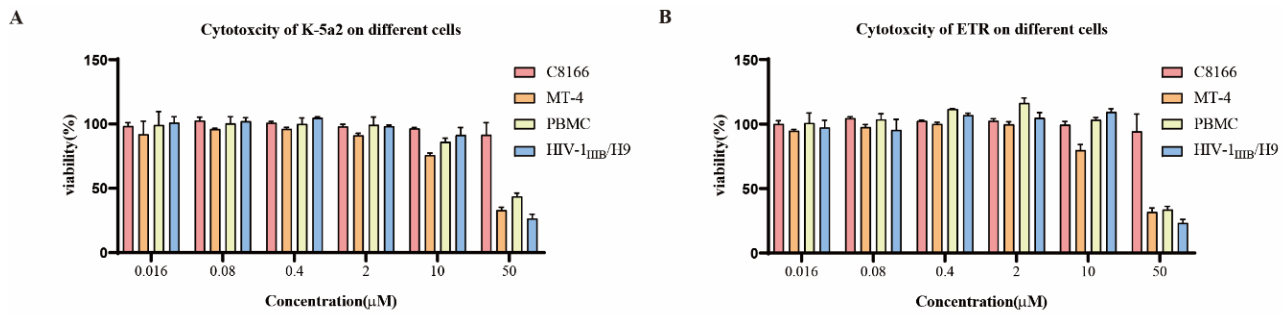 A
Cytotoxcity of K-5a2 on different cells
150
100
50
0
viability(%)
0.016 0.08 0.4 2 10 50
Concentration(μM)
C8166
MT-4
PBMC
HIV-1IIIB/H9
B
Cytotoxcity of ETR on different cells
150
100
50
0
viability(%)
0.016 0.08 0.4 2 10 50
Concentration(μM)
C8166
MT-4
PBMC
HIV-1IIIB/H9